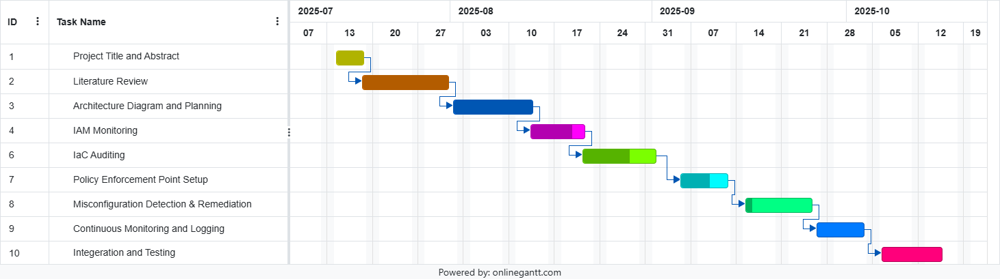 ID Task Name 2025-07 2025-08 2025-09 2025-10
07 13 20 27 03 10 17 24 31 07 14 21 28 05 12 19
1 Project Title and Abstract
2 Literature Review
3 Architecture Diagram and Planning
4 IAM Monitoring
6 IaC Auditing
7 Policy Enforcement Point Setup
8 Misconfiguration Detection & Remediation
9 Continuous Monitoring and Logging
10 Integeration and Testing
Powered by: onlinegantt.com